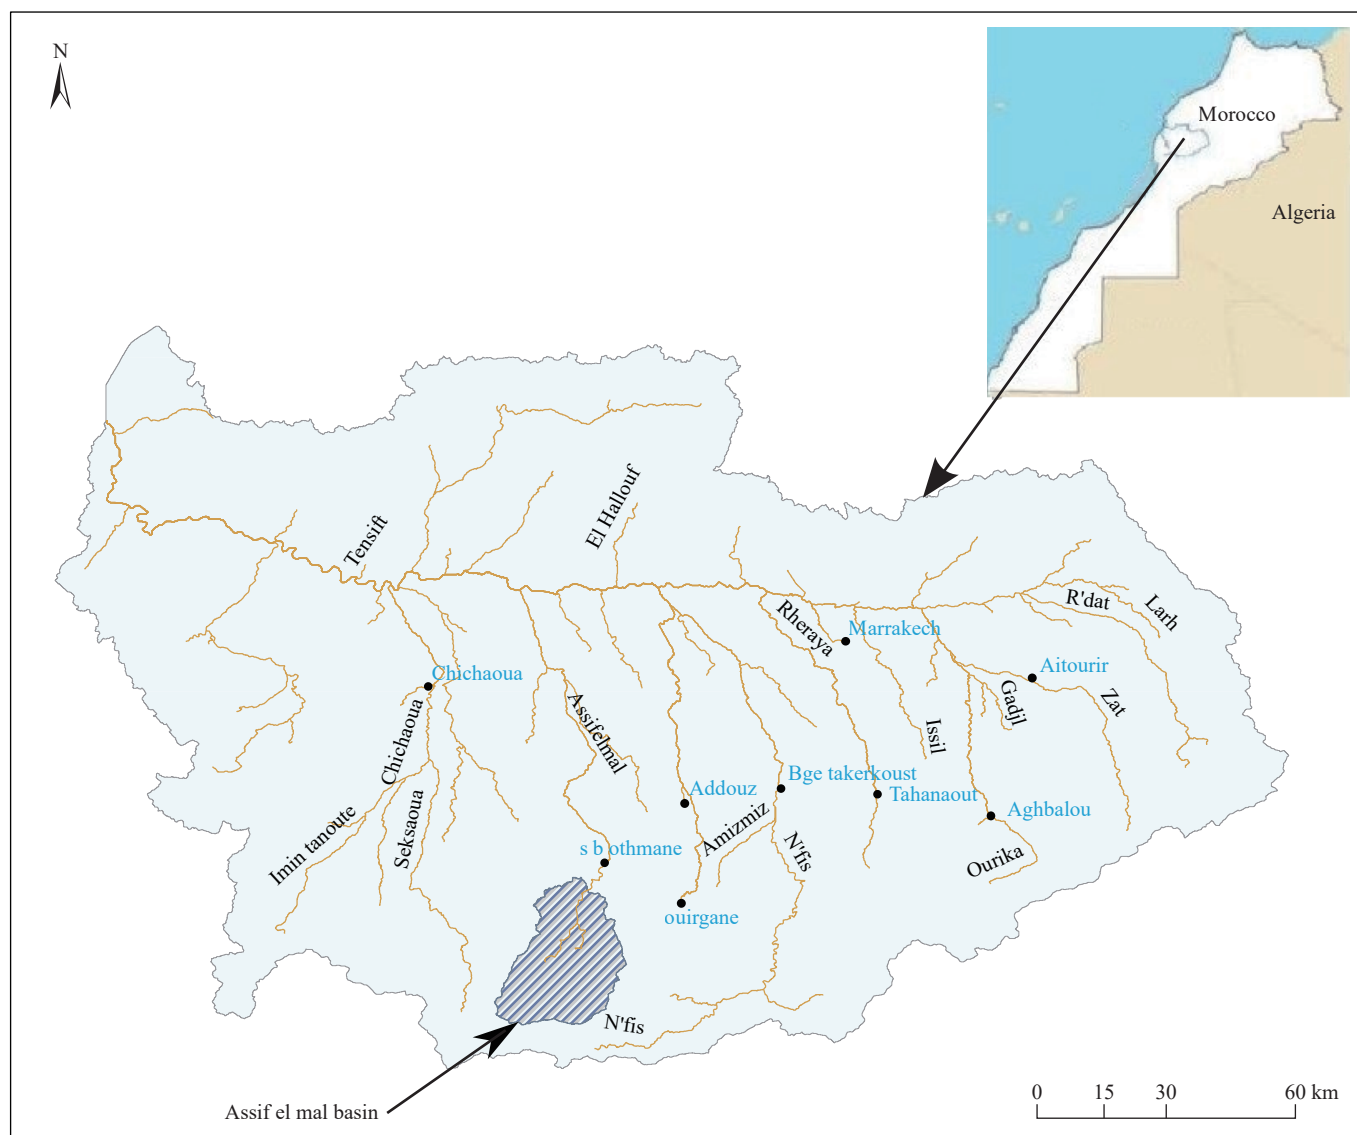 N
Morocco
Algeria
El Hallouf
Tensift
R'dat
Larh
Rheraya
Marrakech
Aitourir
Chichaoua
Gadjl
Zat
Assifelmal
Issil
Chichaoua
Bge takerkoust
Addouz
Tahanaout
Aghbalou
Amizmiz
Imin tanoute
Seksaoua
s b othmane
N'fis
Ourika
ouirgane
N'fis
Assif el mal basin
0 15 30 60 km